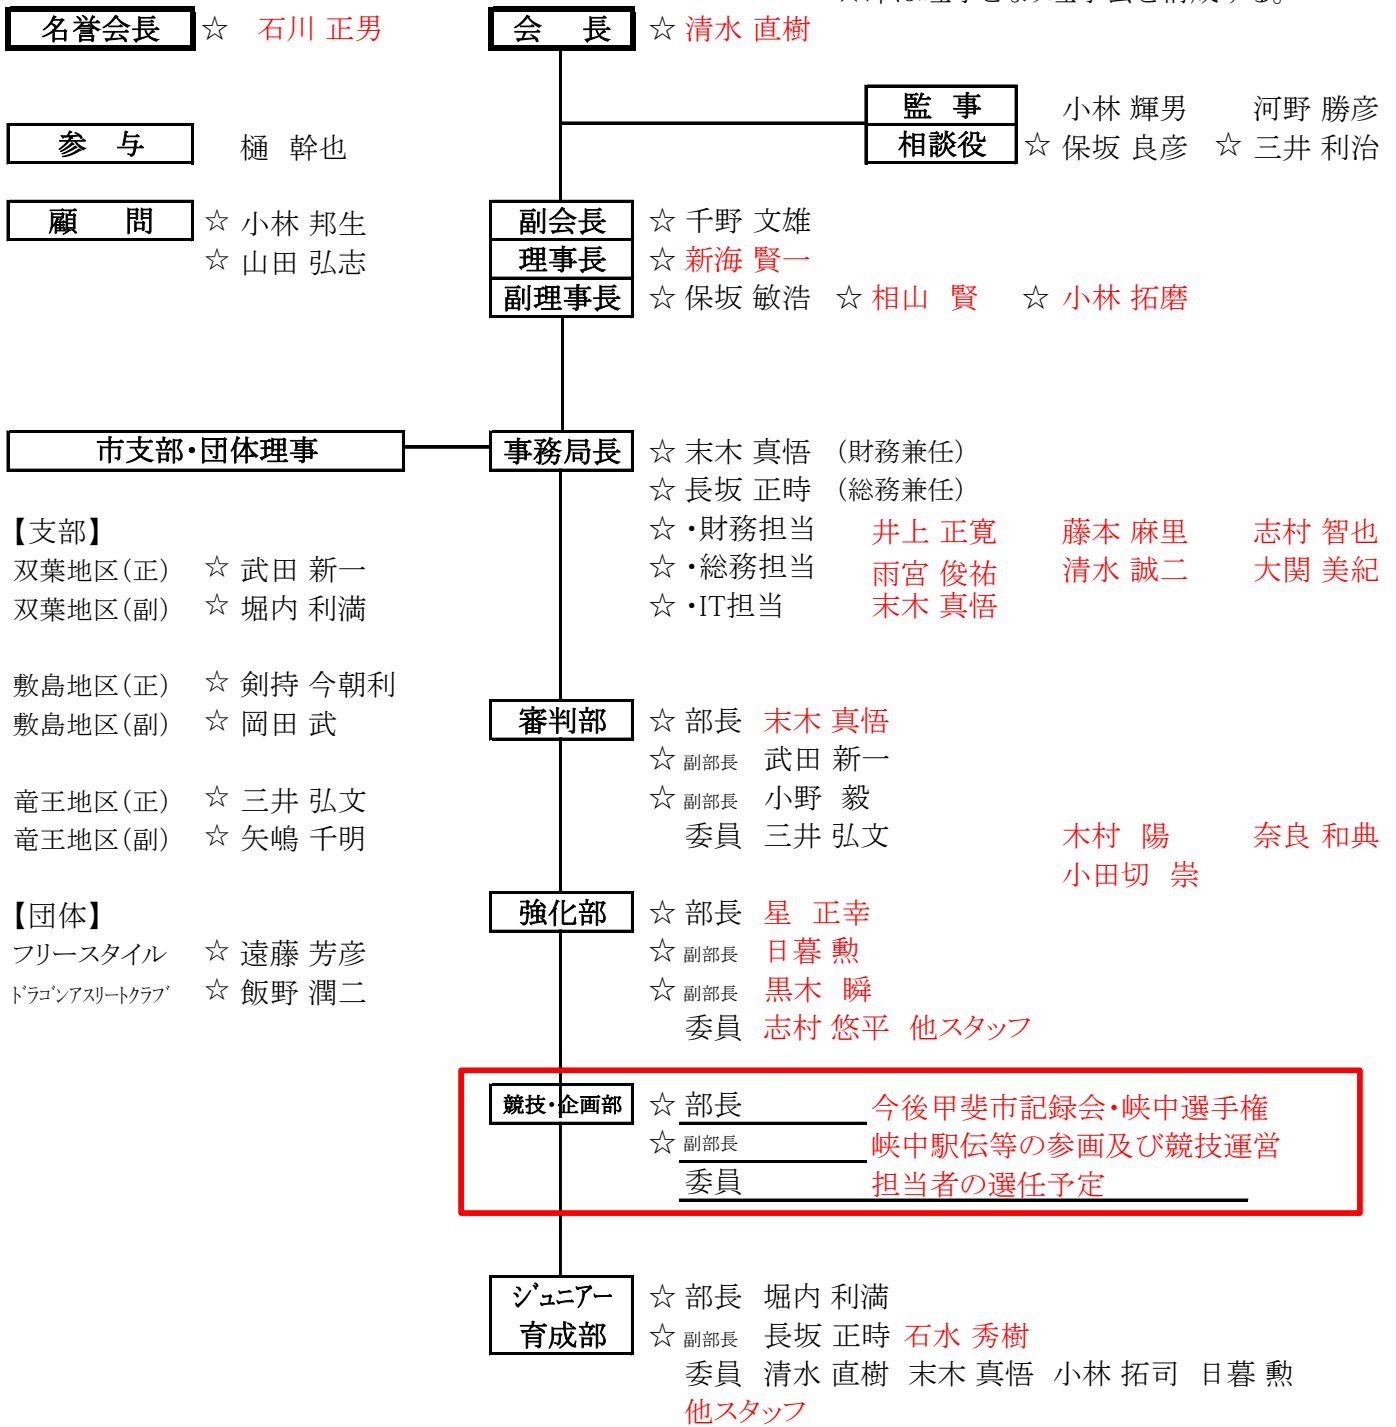 ☆印は理事となり理事会を構成する。
名誉会長 ☆ 石川 正男 会 長 ☆ 清水 直樹
監 事 小林 輝男 河野 勝彦
参 与 樋 幹也 相談役 ☆ 保坂 良彦 ☆ 三井 利治
顧 問 ☆ 小林 邦生 副会長 ☆ 千野 文雄
☆ 山田 弘志 理事長 ☆ 新海 賢一
副理事長 ☆ 保坂 敏浩 ☆ 相山 賢 ☆ 小林 拓磨
市支部・団体理事 事務局長 ☆ 末木 真悟 (財務兼任)
☆ 長坂 正時 (総務兼任)
【支部】 ☆ ・財務担当 井上 正寛 藤本 麻里 志村 智也
双葉地区(正) ☆ 武田 新一 ☆ ・総務担当 雨宮 俊祐 清水 誠二 大関 美紀
双葉地区(副) ☆ 堀内 利満 ☆ ・IT担当 末木 真悟
敷島地区(正) ☆ 剣持 今朝利
敷島地区(副) ☆ 岡田 武 審判部 ☆ 部長 末木 真悟
☆ 副部長 武田 新一
竜王地区(正) ☆ 三井 弘文 ☆ 副部長 小野 毅
竜王地区(副) ☆ 矢嶋 千明 委員 三井 弘文 木村 陽 奈良 和典
小田切 崇
【団体】 強化部 ☆ 部長 星 正幸
フリースタイル ☆ 遠藤 芳彦 ☆ 副部長 日暮 勲
ドラゴンアスリートクラブ ☆ 飯野 潤二 ☆ 副部長 黒木 瞬
委員 志村 悠平 他スタッフ
競技・企画部 ☆ 部長 今後甲斐市記録会・峡中選手権
☆ 副部長 峡中駅伝等の参画及び競技運営
委員 担当者の選任予定
ジュニアー ☆ 部長 堀内 利満
育成部 ☆ 副部長 長坂 正時 石水 秀樹
委員 清水 直樹 末木 真悟 小林 拓司 日暮 勲
他スタッフ